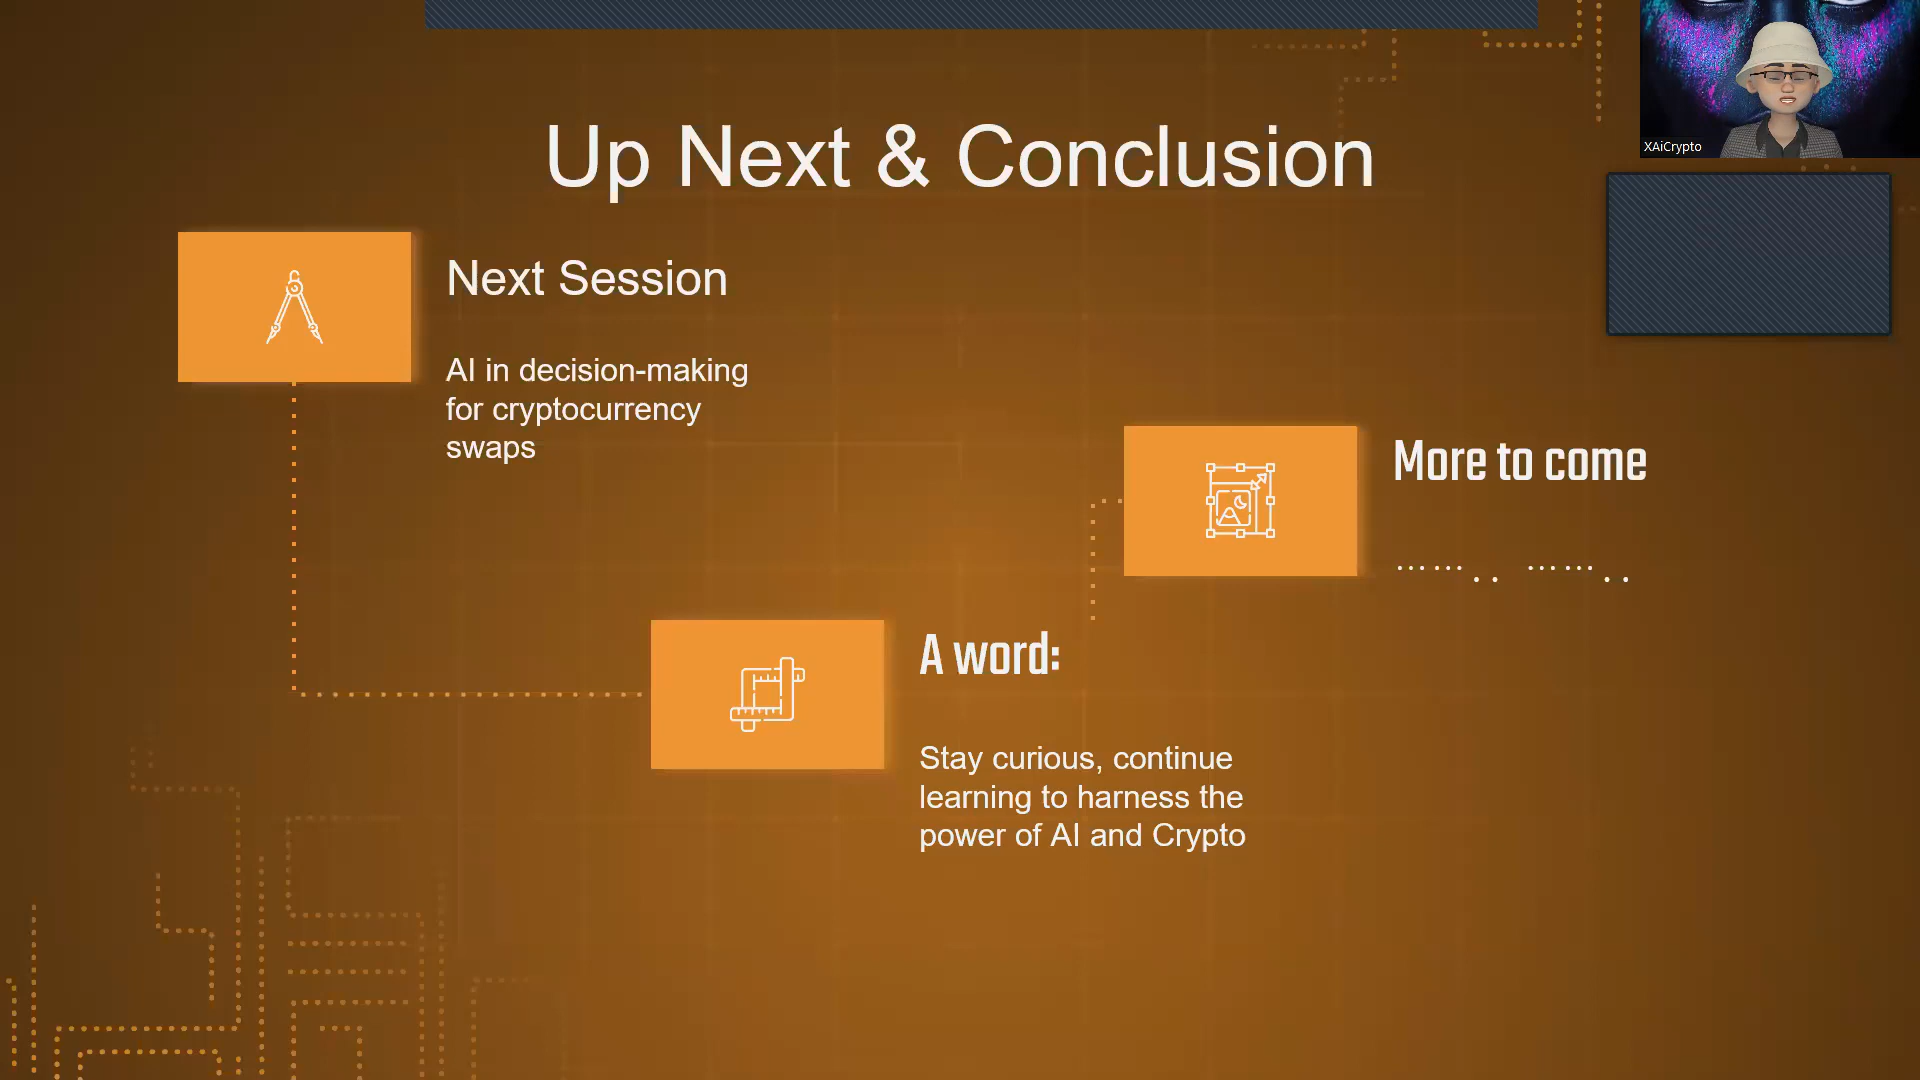 XAiCrypto
Up Next & Conclusion
Next Session
AI in decision-making
for cryptocurrency
swaps
More to come
…….. ……..
A word:
Stay curious, continue
learning to harness the
power of AI and Crypto